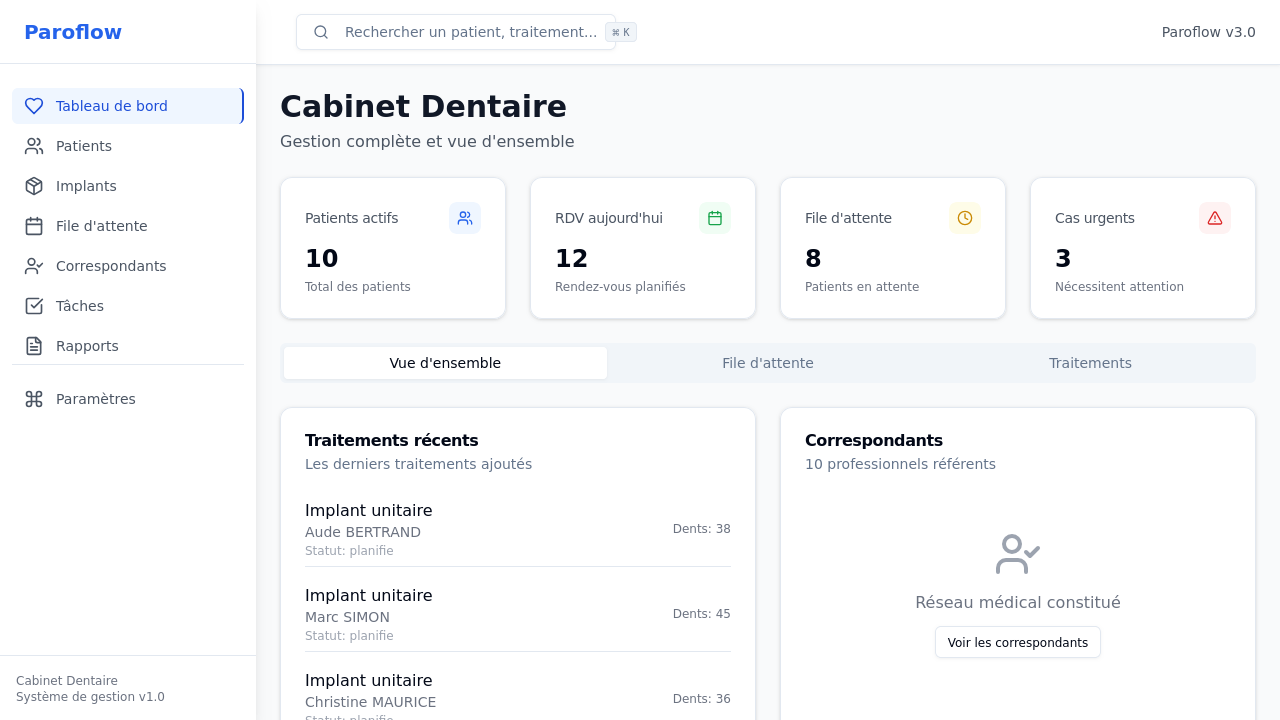 Paroflow
Rechercher un patient, traitement...
⌘ K
Paroflow v3.0
Tableau de bord
Patients
Implants
File d'attente
Correspondants
Tâches
Rapports
Paramètres
Cabinet Dentaire
Système de gestion v1.0
Cabinet Dentaire
Gestion complète et vue d'ensemble
Patients actifs
10
Total des patients
RDV aujourd'hui
12
Rendez-vous planifiés
File d'attente
8
Patients en attente
Cas urgents
3
Nécessitent attention
Vue d'ensemble
File d'attente
Traitements
Traitements récents
Les derniers traitements ajoutés
Implant unitaire
Aude BERTRAND
Statut: planifie
Dents: 38
Implant unitaire
Marc SIMON
Statut: planifie
Dents: 45
Implant unitaire
Christine MAURICE
Statut: planifie
Dents: 36
Correspondants
10 professionnels référents
Réseau médical constitué
Voir les correspondants